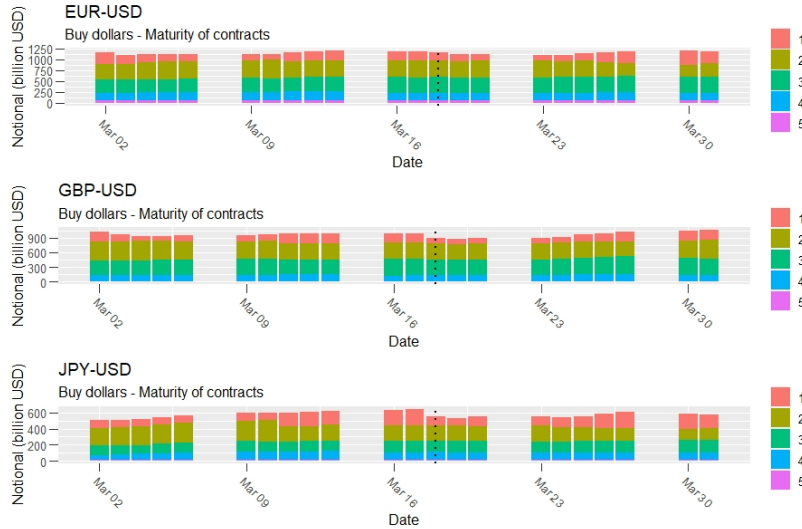 EUR-USD
Buy dollars - Maturity of contracts
Notional (billion USD)
1250
1000
750
500
250
0
Mar 02
Mar 09
Mar 16
Mar 23
Mar 30
Date
1
2
3
4
5
GBP-USD
Buy dollars - Maturity of contracts
Notional (billion USD)
900
600
300
0
Mar 02
Mar 09
Mar 16
Mar 23
Mar 30
Date
1
2
3
4
5
JPY-USD
Buy dollars - Maturity of contracts
Notional (billion USD)
600
400
200
0
Mar 02
Mar 09
Mar 16
Mar 23
Mar 30
Date
1
2
3
4
5